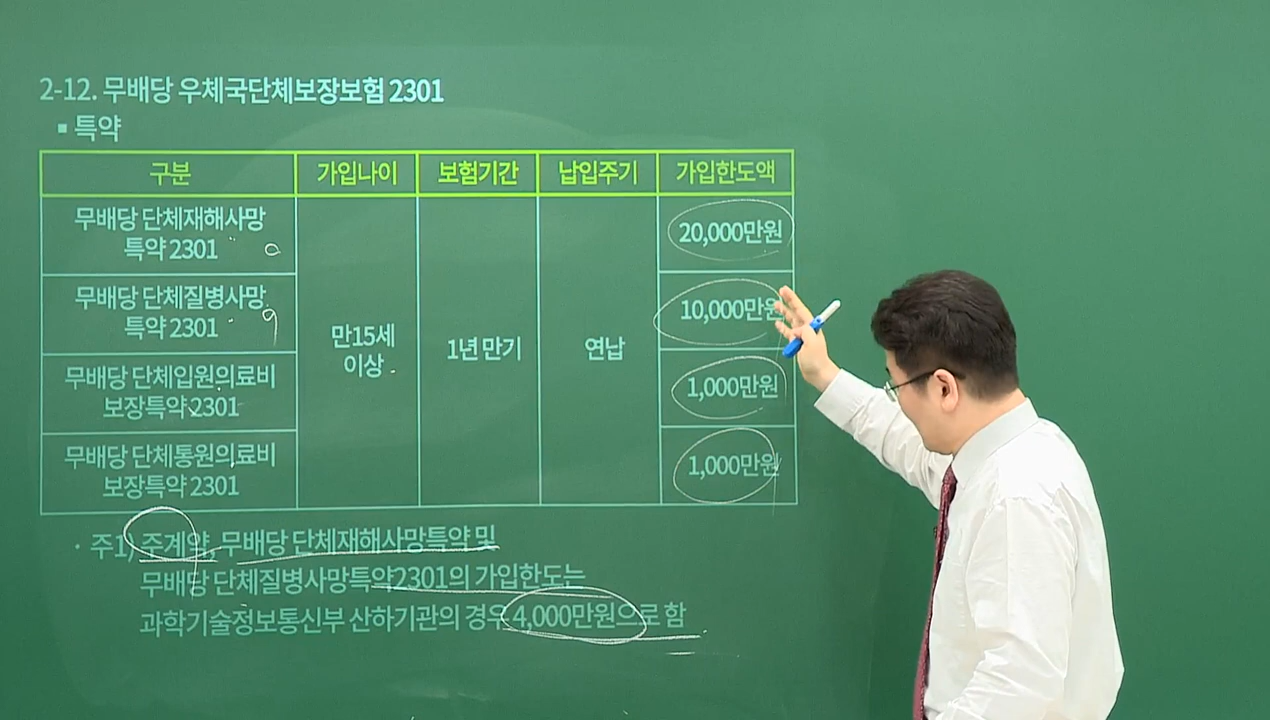 2-12. 무배당 우체국단체보장보험 2301
▪ 특약
구분 가입나이 보험기간 납입주기 가입한도액
무배당 단체재해사망
특약 2301
20,000만원
무배당 단체질병사망
특약 2301
10,000만원
만15세
이상
1년 만기
연납
무배당 단체입원의료비
보장특약 2301
1,000만원
무배당 단체통원의료비
보장특약 2301
1,000만원
· 주1) 주계약, 무배당 단체재해사망특약 및
무배당 단체질병사망특약2301의 가입한도는
과학기술정보통신부 산하기관의 경우 4,000만원으로 함